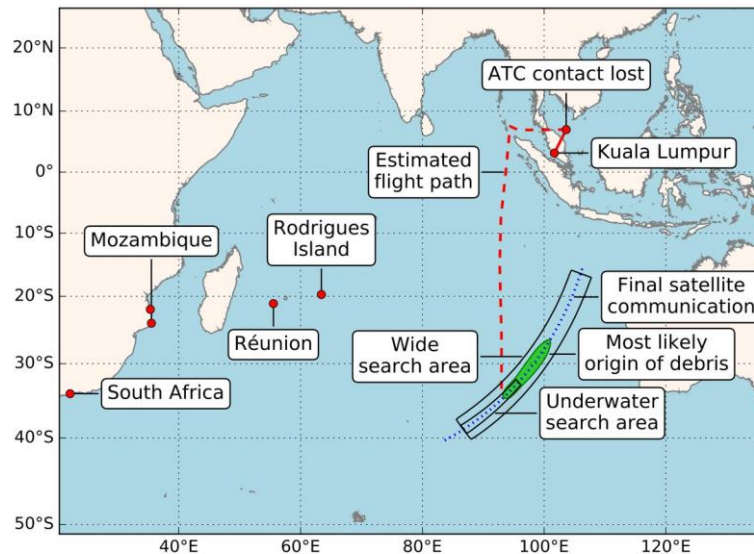 20°N
ATC contact lost
10°N
Kuala Lumpur
Estimated
flight path
0°
10°S
Mozambique
Rodrigues
Island
20°S
Final satellite
communication
Réunion
Wide
search area
Most likely
origin of debris
30°S
South Africa
Underwater
search area
40°S
50°S
40°E
60°E
80°E
100°E
120°E